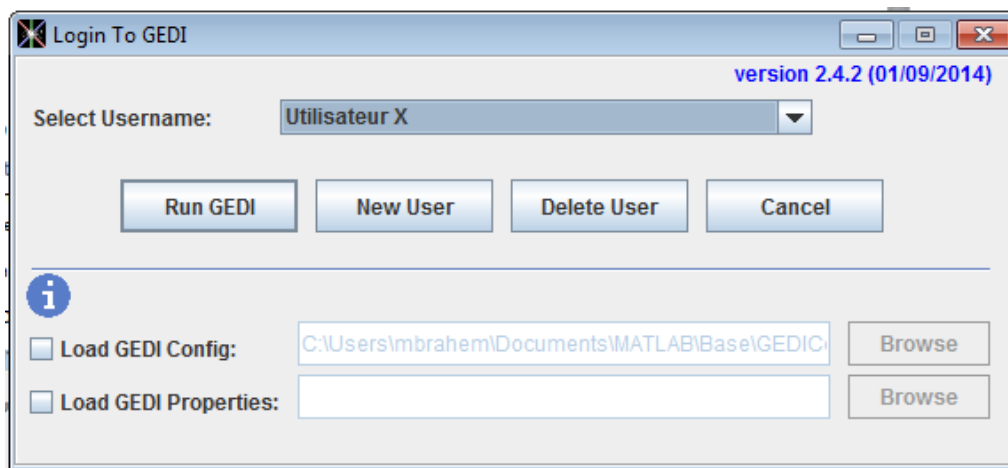 Login To GEDI
version 2.4.2 (01/09/2014)
Select Username: Utilisateur X
Run GEDI New User Delete User Cancel
Load GEDI Config: C:\Users\mbrahem\Documents\MATLAB\Base\GEDICo Browse
Load GEDI Properties: Browse